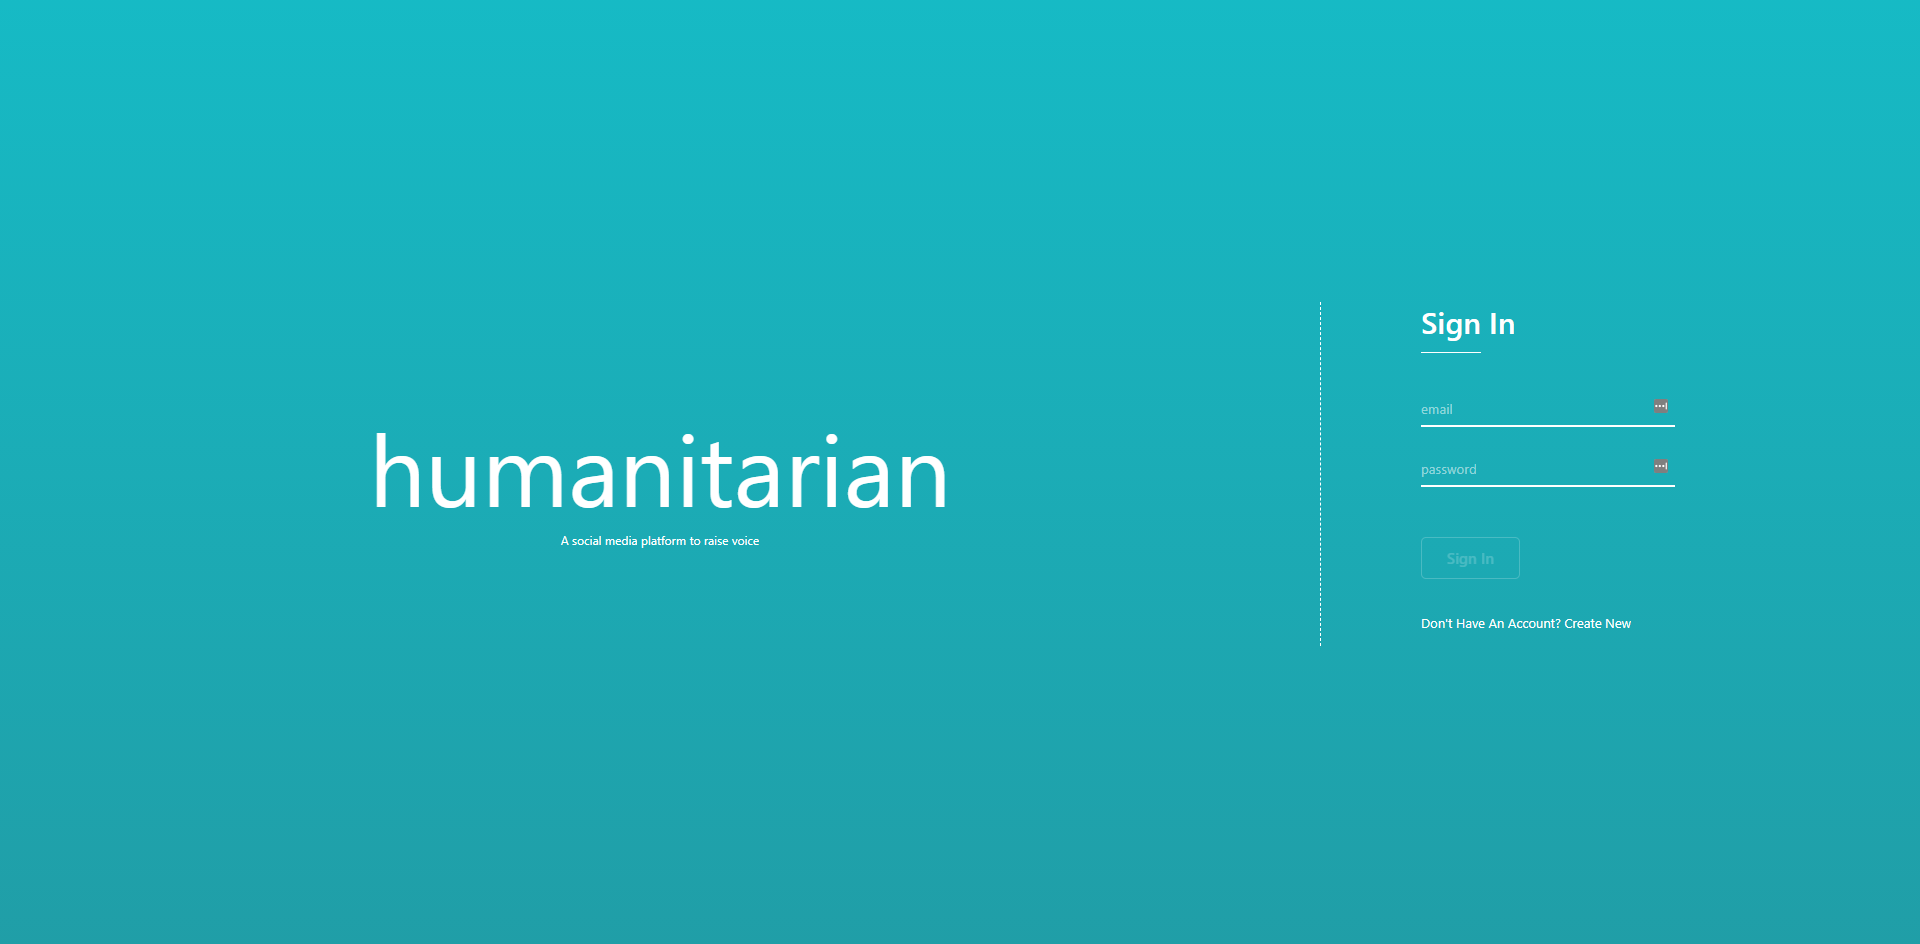 humanitarian
A social media platform to raise voice
Sign In
email
password
Sign In
Don't Have An Account? Create New